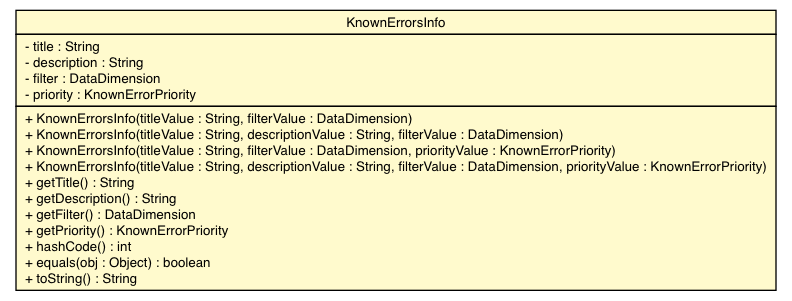 KnownErrorsInfo
- title : String
- description : String
- filter : DataDimension
- priority : KnownErrorPriority
+ KnownErrorsInfo(titleValue : String, filterValue : DataDimension)
+ KnownErrorsInfo(titleValue : String, descriptionValue : String, filterValue : DataDimension)
+ KnownErrorsInfo(titleValue : String, filterValue : DataDimension, priorityValue : KnownErrorPriority)
+ KnownErrorsInfo(titleValue : String, descriptionValue : String, filterValue : DataDimension, priorityValue : KnownErrorPriority)
+ getTitle() : String
+ getDescription() : String
+ getFilter() : DataDimension
+ getPriority() : KnownErrorPriority
+ hashCode() : int
+ equals(obj : Object) : boolean
+ toString() : String